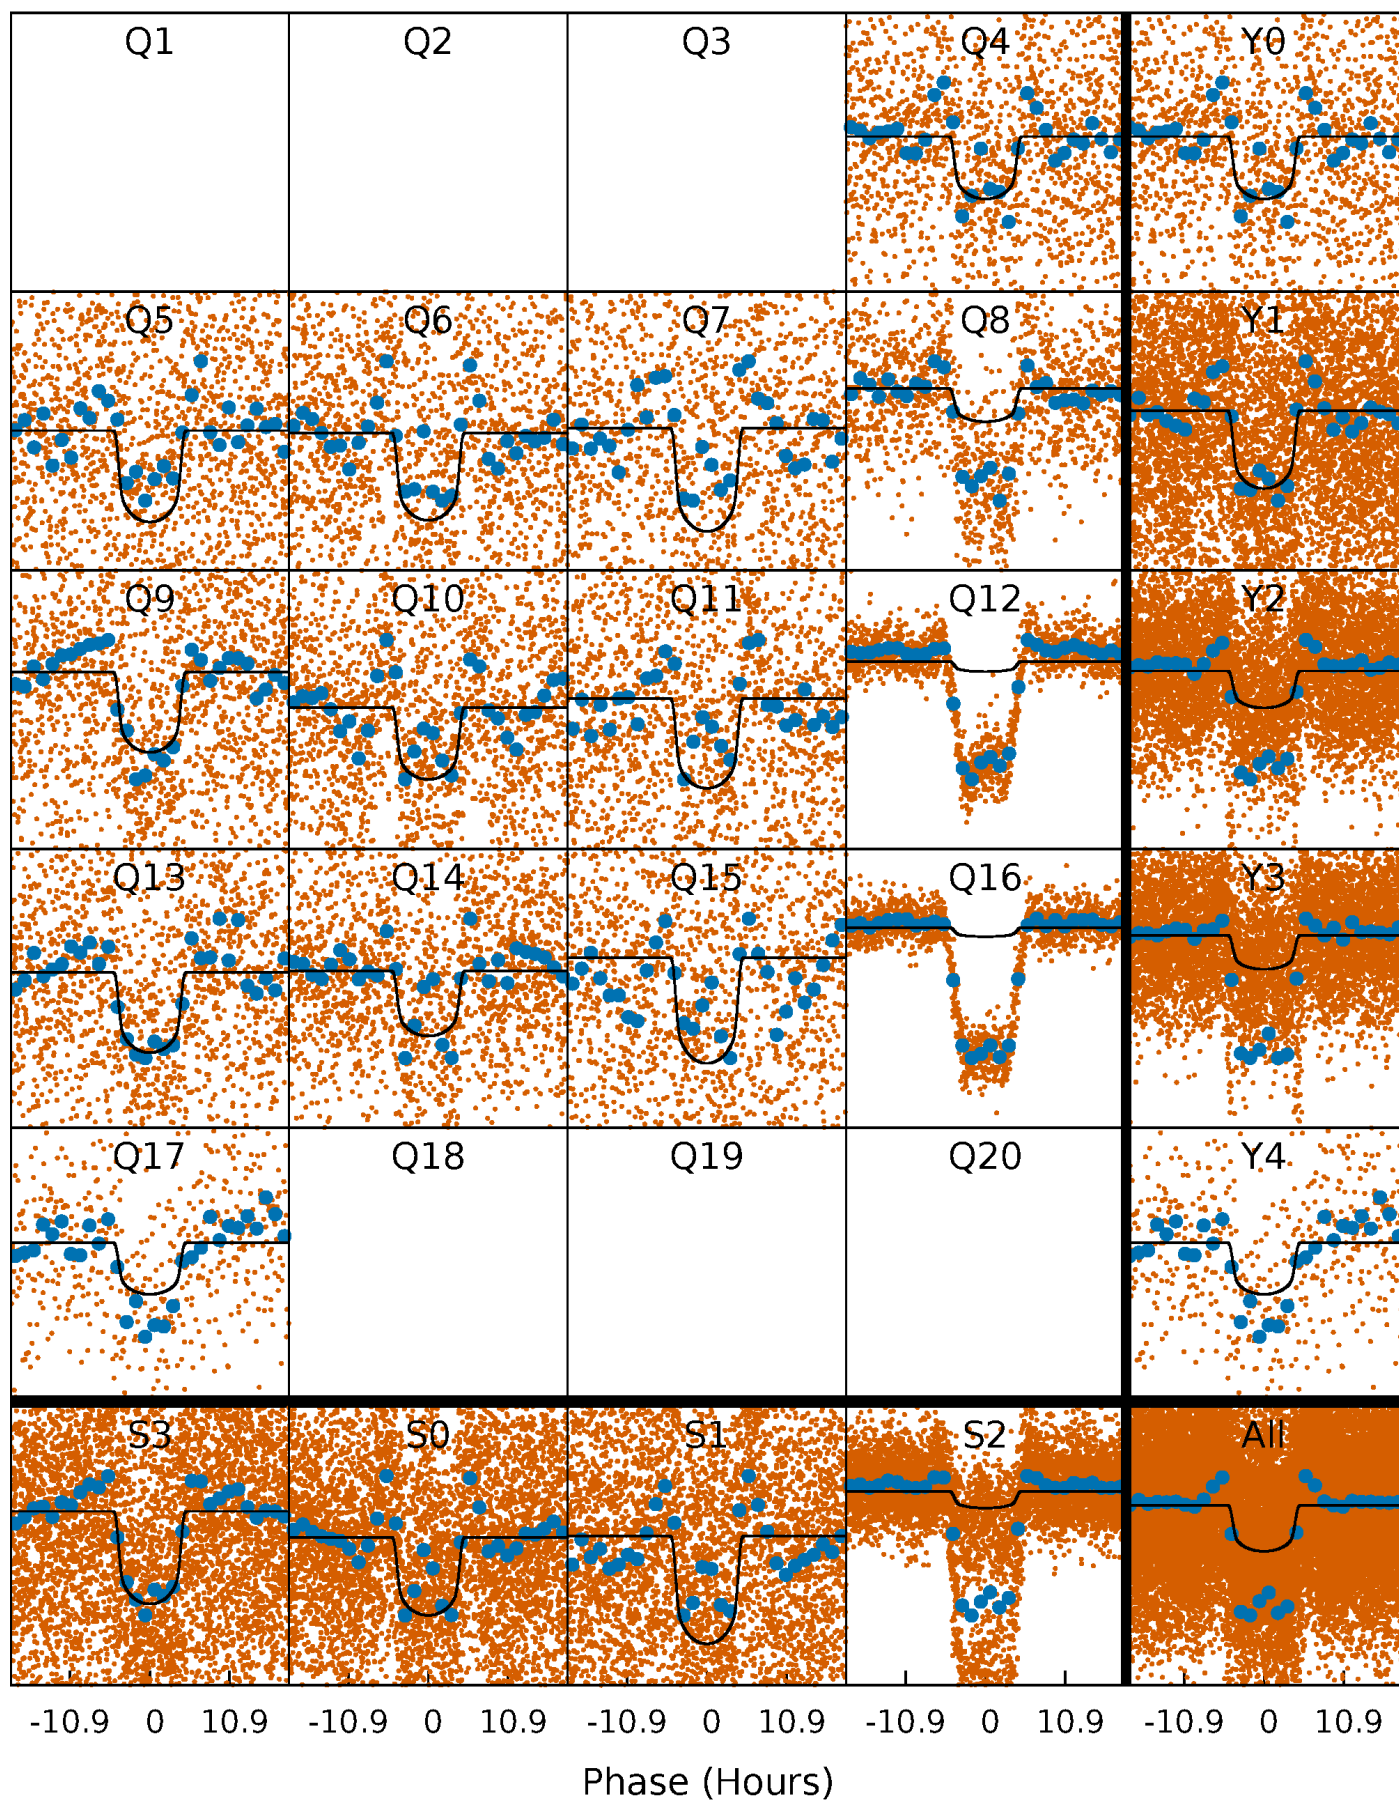 Q1 Q2 Q3 Q4 Y0
Q5 Q6 Q7 Q8 Y1
Q9 Q10 Q11 Q12 Y2
Q13 Q14 Q15 Q16 Y3
Q17 Q18 Q19 Q20 Y4
S3 S0 S1 S2 All
-10.9 0 10.9 -10.9 0 10.9 -10.9 0 10.9 -10.9 0 10.9 -10.9 0 10.9
Phase (Hours)